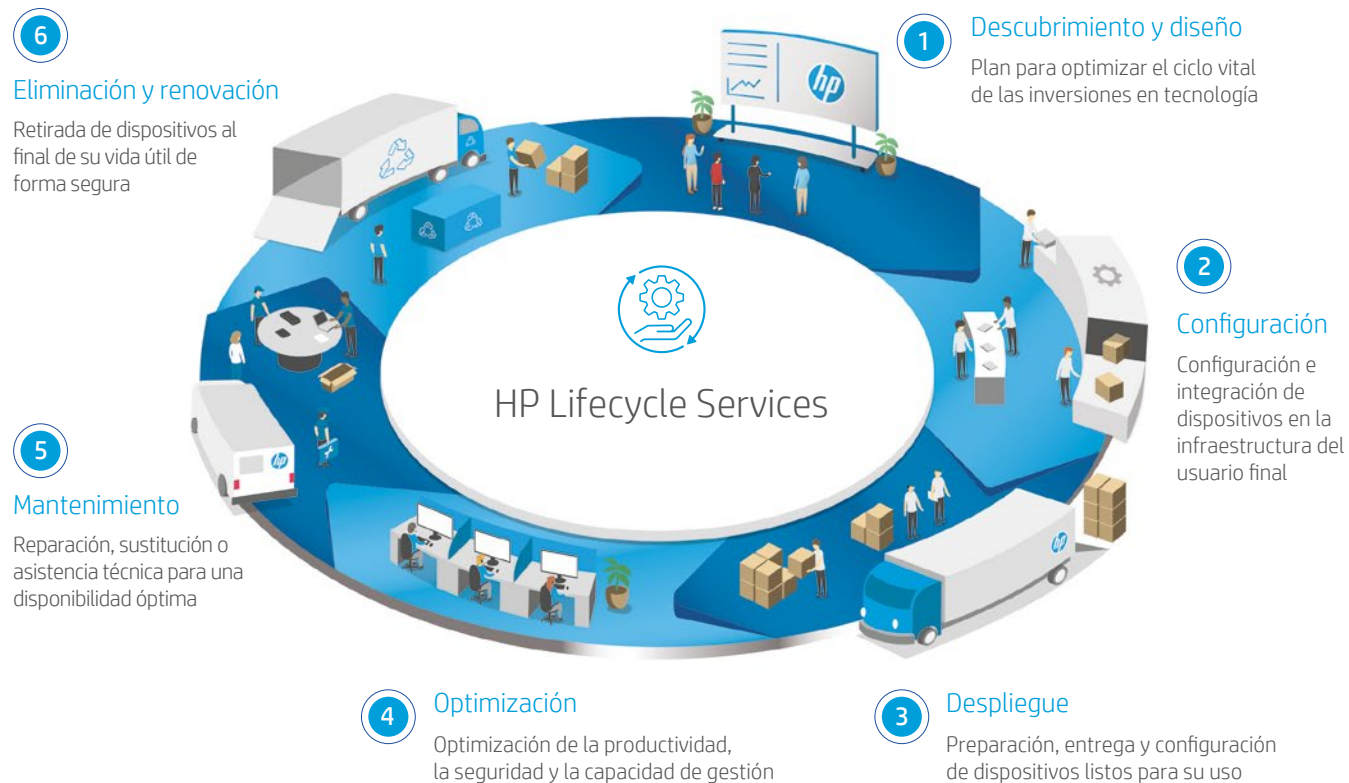 1
Descubrimiento y diseño
Plan para optimizar el ciclo vital
de las inversiones en tecnología
hp
2
Configuración
Configuración e
integración de
dispositivos en la
infraestructura del
usuario final
3
Despliegue
Preparación, entrega y configuración
de dispositivos listos para su uso
hp
4
Optimización
Optimización de la productividad,
la seguridad y la capacidad de gestión
5
Mantenimiento
Reparación, sustitución o
asistencia técnica para una
disponibilidad óptima
hp
6
Eliminación y renovación
Retirada de dispositivos al
final de su vida útil de
forma segura
HP Lifecycle Services